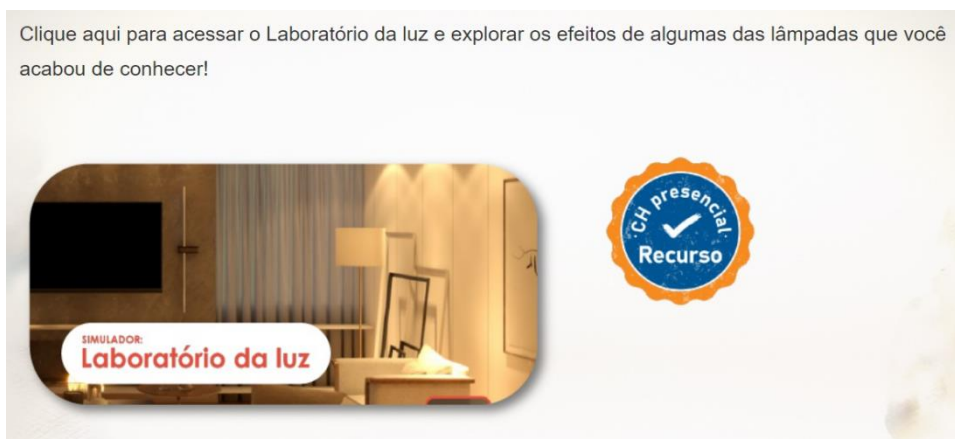 Clique aqui para acessar o Laboratório da luz e explorar os efeitos de algumas das lâmpadas que você
acabou de conhecer!
SIMULADOR:
Laboratório da luz
·CH presencial·
Recurso